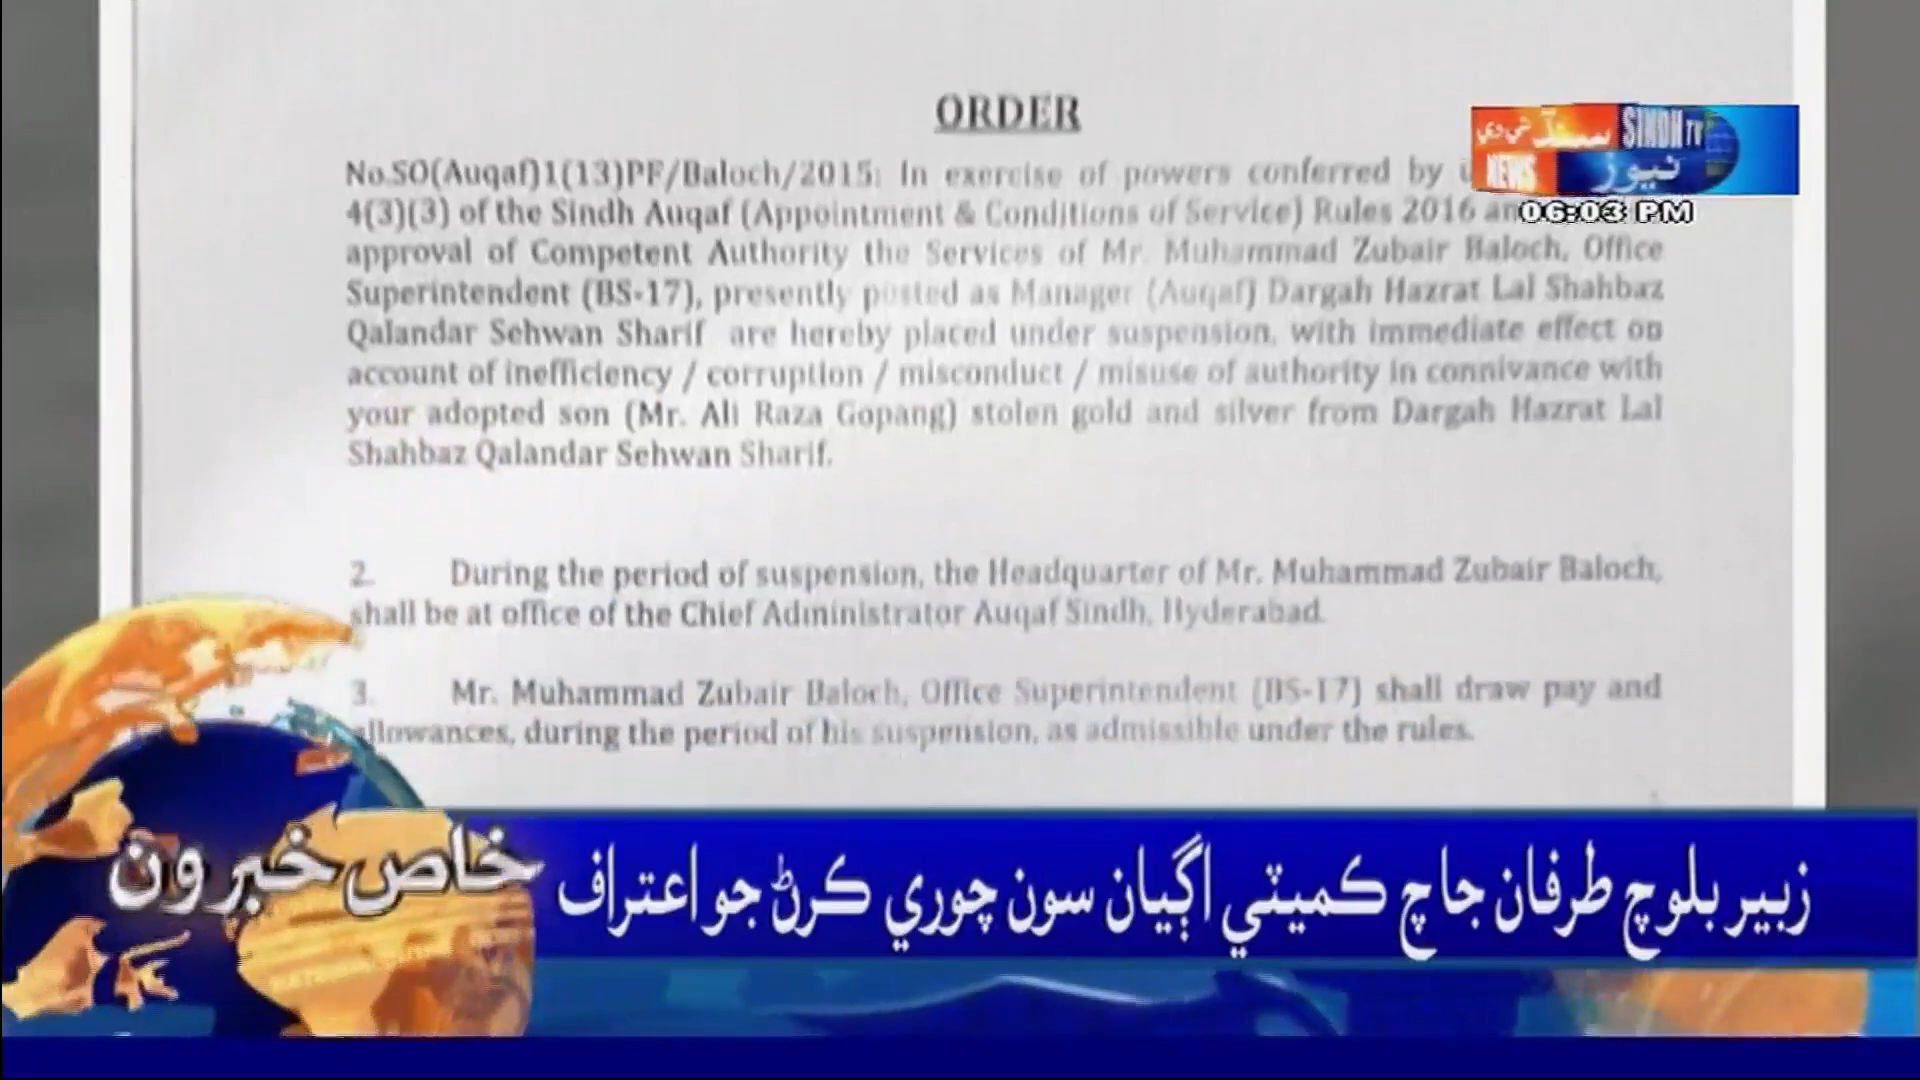 ORDER
No.SO(Auqaf)1(13)PF/Baloch/2015: In exercise of powers conferred by
4(3)(3) of the Sindh Auqaf (Appointment & Conditions of Service) Rules 2016
approval of Competent Authority the Services of Mr. Muhammad Zubair Baloch, Office
Superintendent (BS-17), presently posted as Manager (Auqaf) Dargah Hazrat Lal Shahbaz
Qalandar Sehwan Sharif are hereby placed under suspension, with immediate effect on
account of inefficiency / corruption / misconduct / misuse of authority in connivance with
your adopted son (Mr. Ali Raza Gopang) stolen gold and silver from Dargah Hazrat Lal
Shahbaz Qalandar Sehwan Sharif.
2. During the period of suspension, the Headquarter of Mr. Muhammad Zubair Baloch,
shall be at office of the Chief Administrator Auqaf Sindh, Hyderabad.
3. Mr. Muhammad Zubair Baloch, Office Superintendent (BS-17) shall draw pay and
allowances, during the period of his suspension, as admissible under the rules.
سنڌ ٽي وي SINDH TV
NEWS نيوز
06:03 PM
خاص خبرون
زبير بلوچ طرفان جاچ ڪميٽي اڳيان سون چوري ڪرڻ جو اعتراف